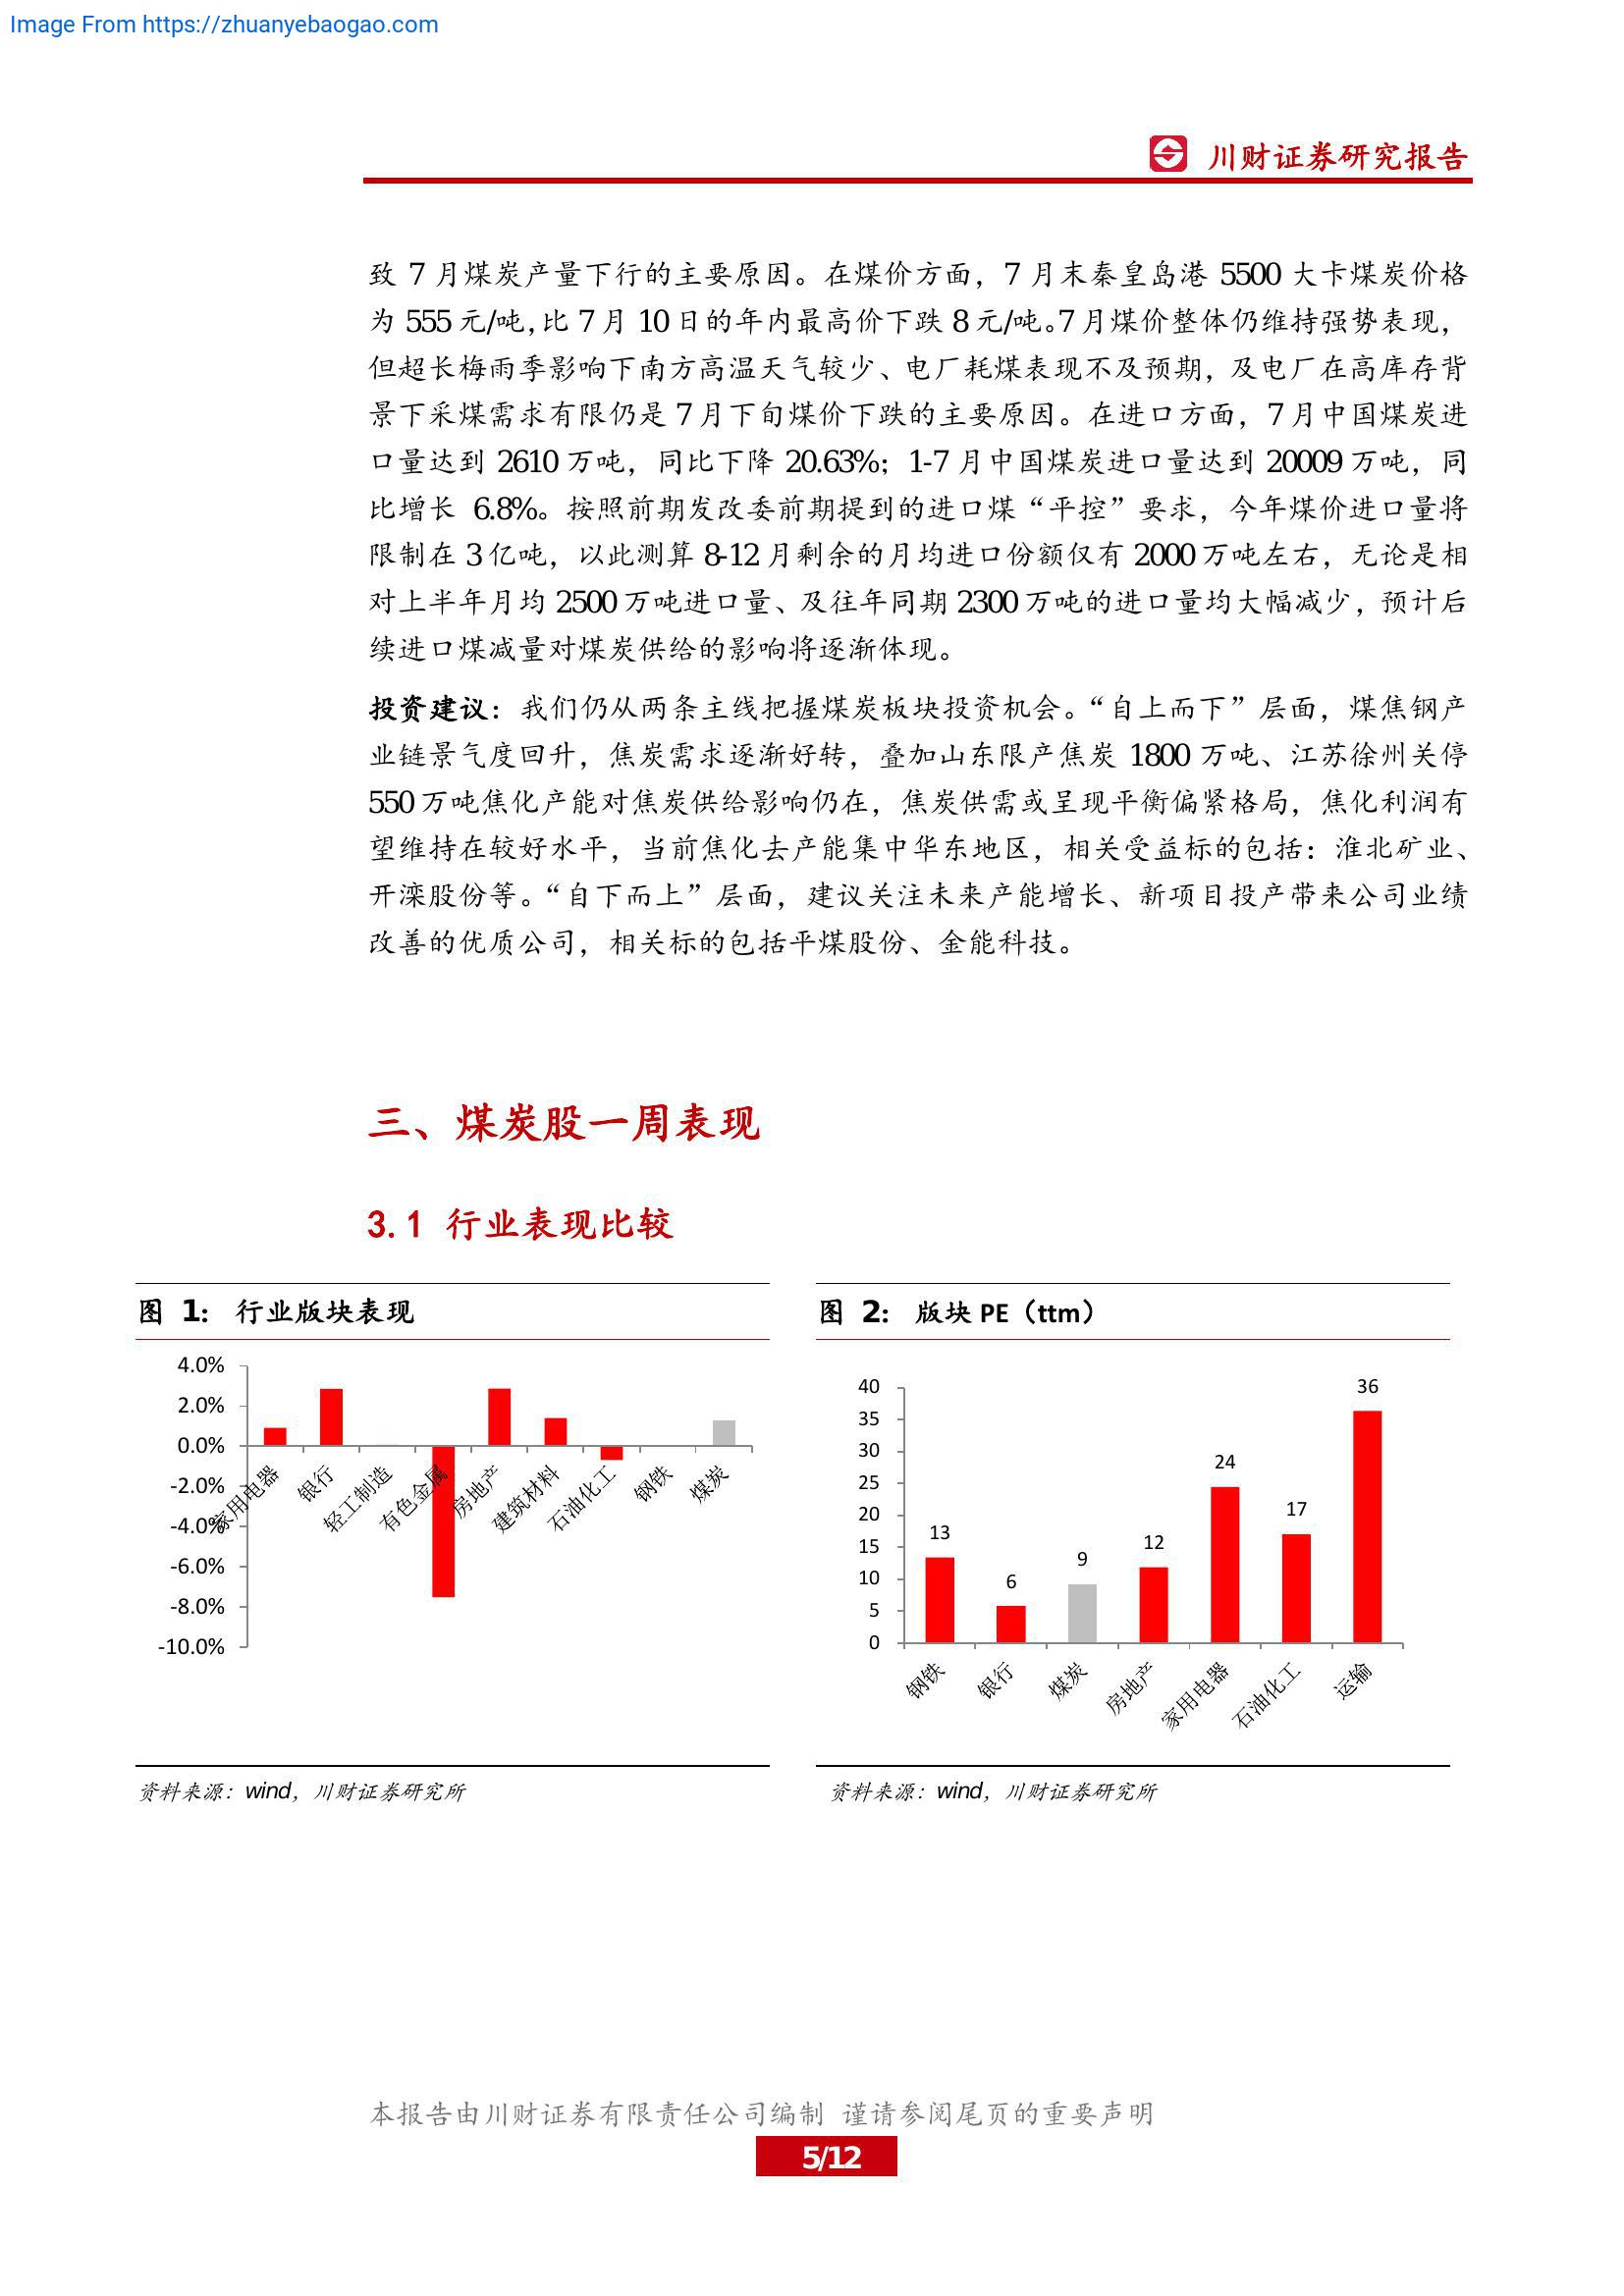 Image From https://zhuanyebaogao.com
川财证券研究报告
致 7 月煤炭产量下行的主要原因。在煤价方面，7 月末秦皇岛港 5500 大卡煤炭价格
为 555 元/吨，比 7 月 10 日的年内最高价下跌 8 元/吨。7 月煤价整体仍维持强势表现，
但超长梅雨季影响下南方高温天气较少、电厂耗煤表现不及预期，及电厂在高库存背
景下采煤需求有限仍是 7 月下旬煤价下跌的主要原因。在进口方面，7 月中国煤炭进
口量达到 2610 万吨，同比下降 20.63%；1-7 月中国煤炭进口量达到 20009 万吨，同
比增长 6.8%。按照前期发改委前期提到的进口煤“平控”要求，今年煤价进口量将
限制在 3 亿吨，以此测算 8-12 月剩余的月均进口份额仅有 2000 万吨左右，无论是相
对上半年月均 2500 万吨进口量、及往年同期 2300 万吨的进口量均大幅减少，预计后
续进口煤减量对煤炭供给的影响将逐渐体现。
投资建议：我们仍从两条主线把握煤炭板块投资机会。“自上而下”层面，煤焦钢产
业链景气度回升，焦炭需求逐渐好转，叠加山东限产焦炭 1800 万吨、江苏徐州关停
550 万吨焦化产能对焦炭供给影响仍在，焦炭供需或呈现平衡偏紧格局，焦化利润有
望维持在较好水平，当前焦化去产能集中华东地区，相关受益标的包括：淮北矿业、
开滦股份等。“自下而上”层面，建议关注未来产能增长、新项目投产带来公司业绩
改善的优质公司，相关标的包括平煤股份、金能科技。
三、煤炭股一周表现
3.1 行业表现比较
图 1： 行业版块表现
4.0%
2.0%
0.0%
-2.0%
-4.0%
-6.0%
-8.0%
-10.0%
家用电器
银行
轻工制造
有色金属
房地产
建筑材料
石油化工
钢铁
煤炭
资料来源：wind，川财证券研究所
图 2： 版块 PE（ttm）
40
35
30
25
20
15
10
5
0
13
6
9
12
24
17
36
钢铁
银行
煤炭
房地产
家用电器
石油化工
运输
资料来源：wind，川财证券研究所
本报告由川财证券有限责任公司编制 谨请参阅尾页的重要声明
5/12